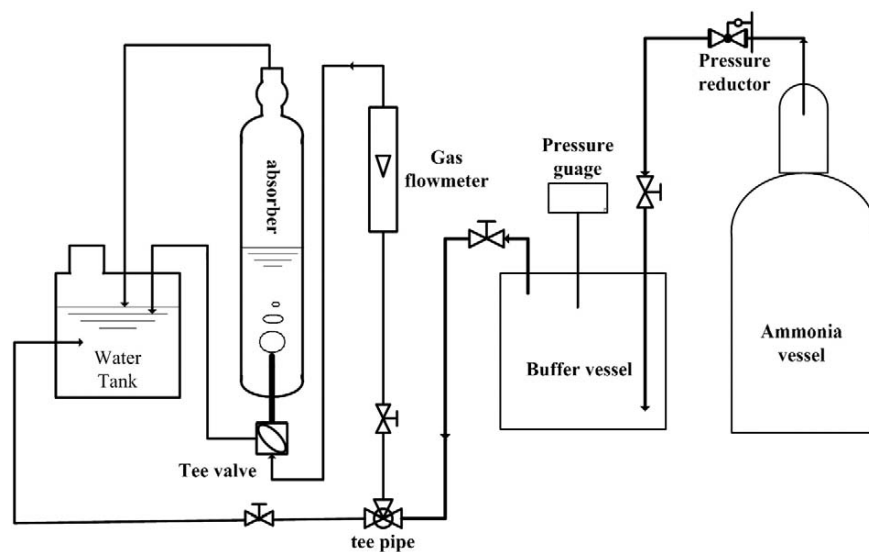 Pressure
reductor
Pressure
guage
Gas
flowmeter
absorber
Water
Tank
Buffer vessel
Ammonia
vessel
Tee valve
tee pipe